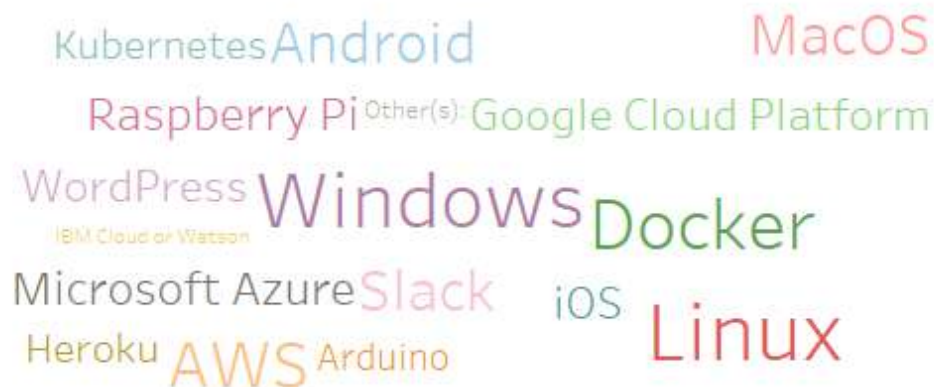 Kubernetes Android MacOS
Raspberry Pi Other(s): Google Cloud Platform
WordPress Windows Docker
IBM Cloud or Watson
Microsoft Azure Slack iOS Linux
Heroku AWS Arduino